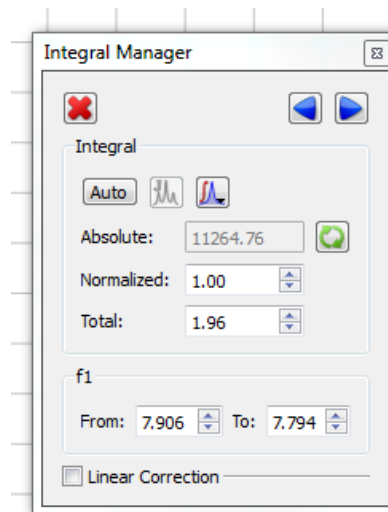 Integral Manager
Integral
Auto
Absolute: 11264.76
Normalized: 1.00
Total: 1.96
f1
From: 7.906 To: 7.794
Linear Correction